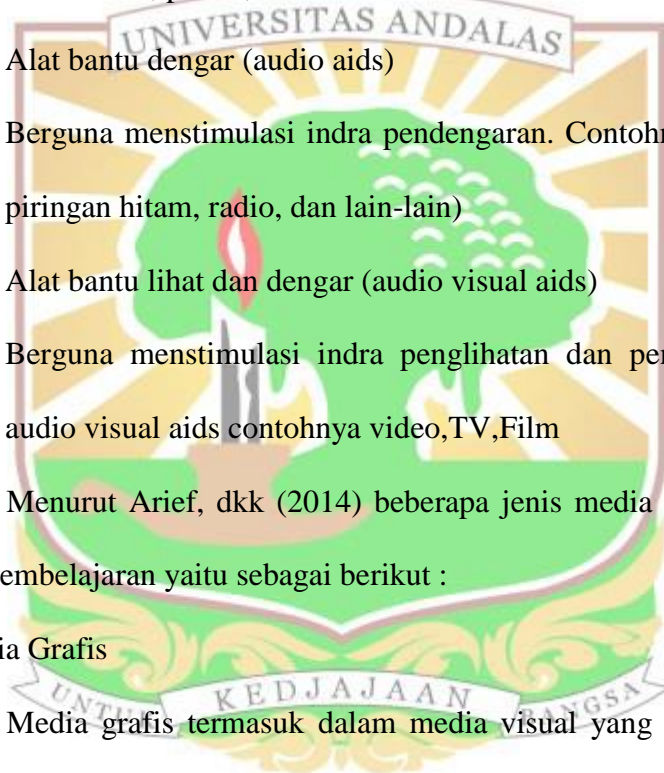 UNIVERSITAS ANDALAS
Alat bantu dengar (audio aids)
Berguna menstimulasi indra pendengaran.
piringan hitam, radio, dan lain-lain)
Alat bantu lihat dan dengar (audio visual aids)
Berguna menstimulasi indra penglihatan dan
audio visual aids contohnya video,TV,Film
Menurut Arief, dkk (2014) beberapa jenis media
embelajaran yaitu sebagai berikut :
ia Grafis
UNTUK KEDJAJAAN BANGSA
Media grafis termasuk dalam media visual yang